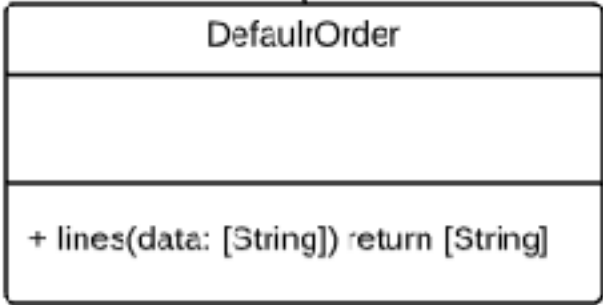 DefaulrOrder
+ lines(data: [String]) return [String]